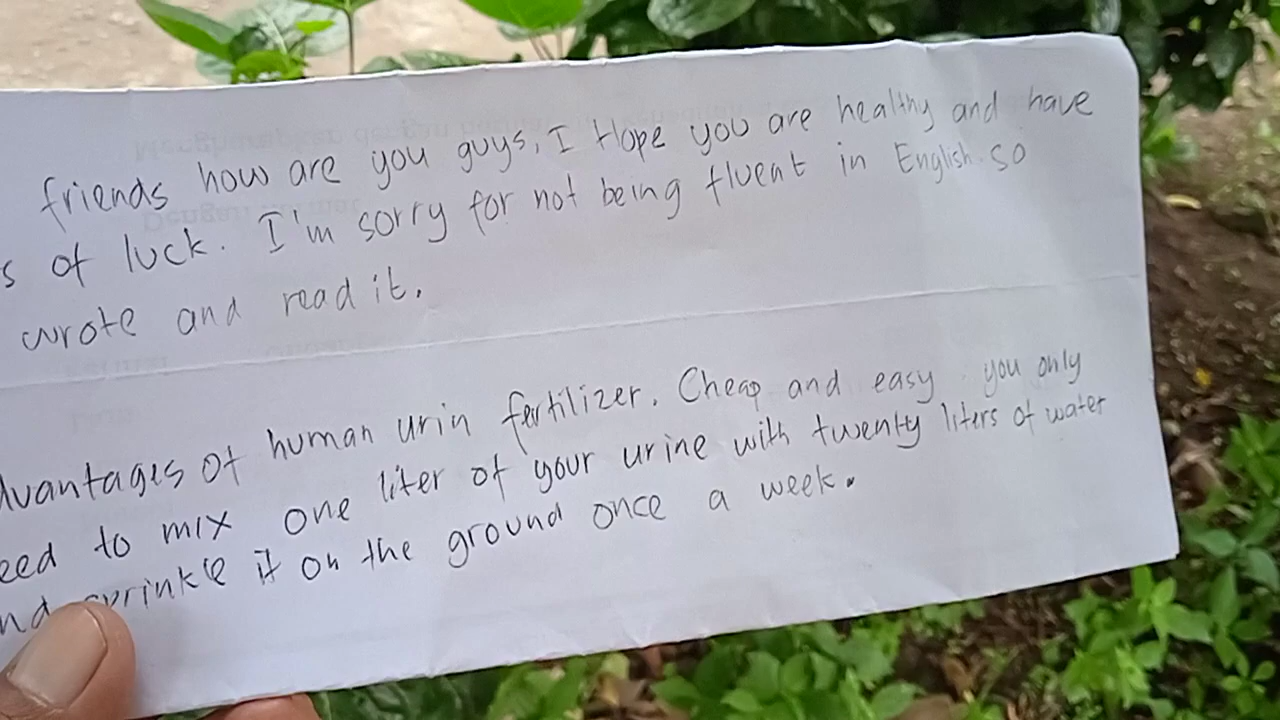 friends how are you guys, I Hope you are healthy and have
s of luck. I'm sorry for not being fluent in English. So
wrote and read it.
dvantages of human urin fertilizer. Cheap and easy you only
eed to mix one liter of your urine with twenty liters of water
nd sprinkle it on the ground once a week.